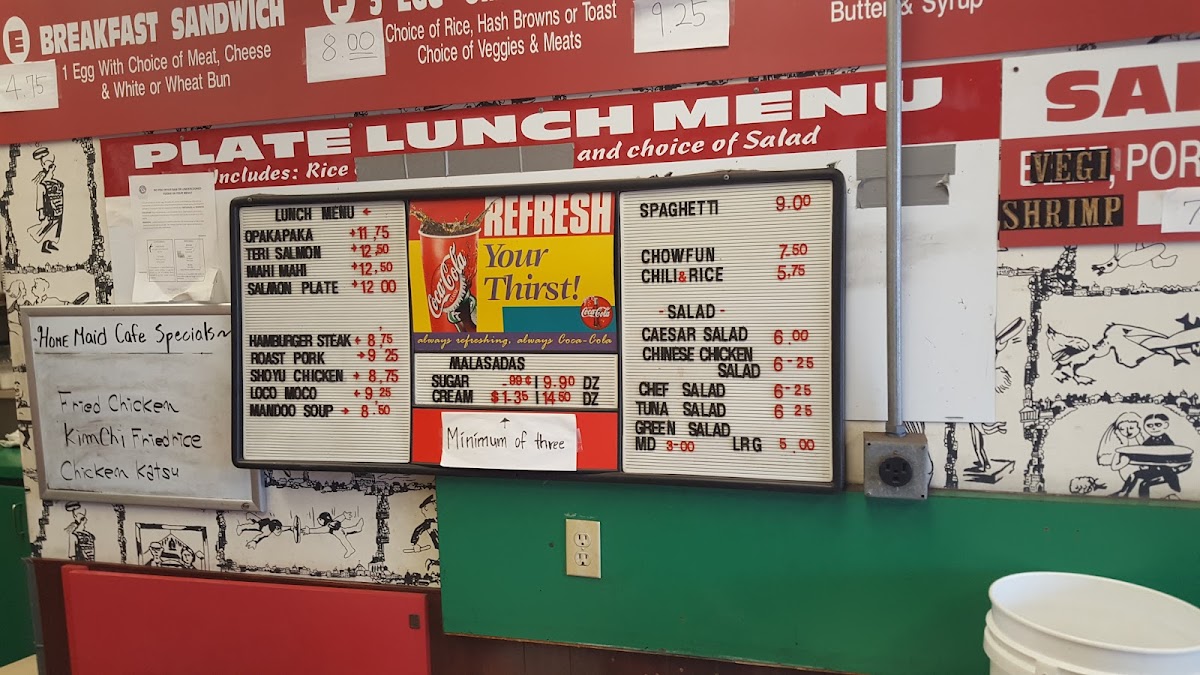 E BREAKFAST SANDWICH
4.75
1 Egg With Choice of Meat, Cheese
& White or Wheat Bun
8.00
Choice of Rice, Hash Browns or Toast
Choice of Veggies & Meats
9.25
Butter & Syrup
PLATE LUNCH MENU
Includes: Rice
and choice of Salad
VEGI
SHRIMP
~Home Maid Cafe Specials~
Fried Chicken
KimChi Friedrice
Chicken Katsu
LUNCH MENU
OPAKAPAKA 11.75
TERI SALMON 12.50
MAHI MAHI 12.50
SALMON PLATE 12 00
HAMBURGER STEAK 8.75
ROAST PORK 9 25
SHOYU CHICKEN 8.75
LOCO MOCO 9.25
MANDOO SOUP 8.50
REFRESH
Your
Thirst!
Coca-Cola
Coca-Cola
always refreshing, always Coca-Cola
MALASADAS
SUGAR .99¢ | 9.90 DZ
CREAM $1.35 | 14.50 DZ
↑
Minimum of three
SPAGHETTI 9.00
CHOWFUN 7.50
CHILI&RICE 5.75
- SALAD -
CAESAR SALAD 6.00
CHINESE CHICKEN
SALAD 6-25
CHEF SALAD 6-25
TUNA SALAD 6 25
GREEN SALAD
MD 3-00 LRG 5.00